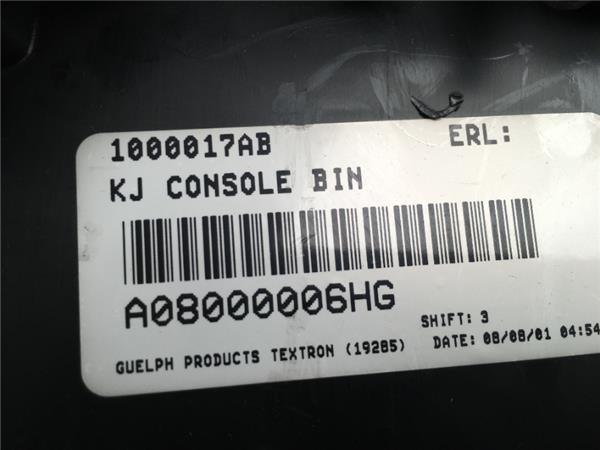 1000017AB ERL:
KJ CONSOLE BIN
A08000006HG
SHIFT: 3
GUELPH PRODUCTS TEXTRON (19285) DATE: 08/08/01 04:54